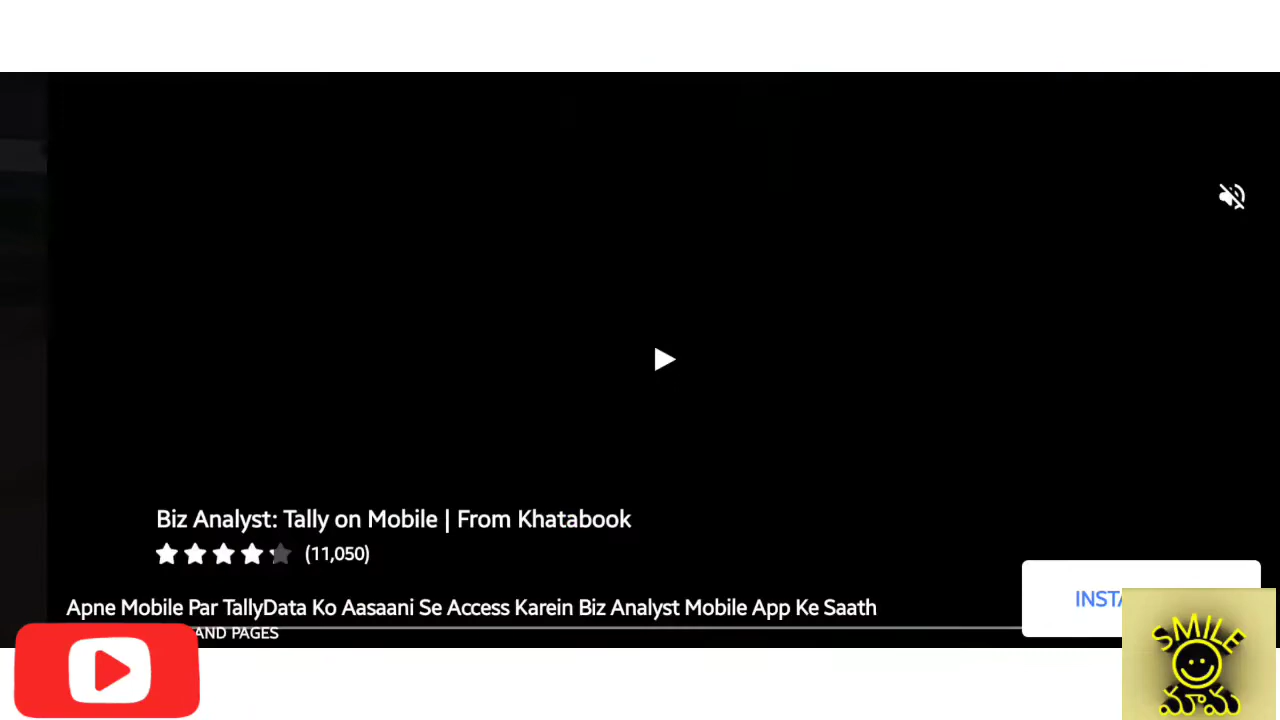 Biz Analyst: Tally on Mobile | From Khatabook
(11,050)
Apne Mobile Par TallyData Ko Aasaani Se Access Karein Biz Analyst Mobile App Ke Saath
AND PAGES
SMILE
మామ